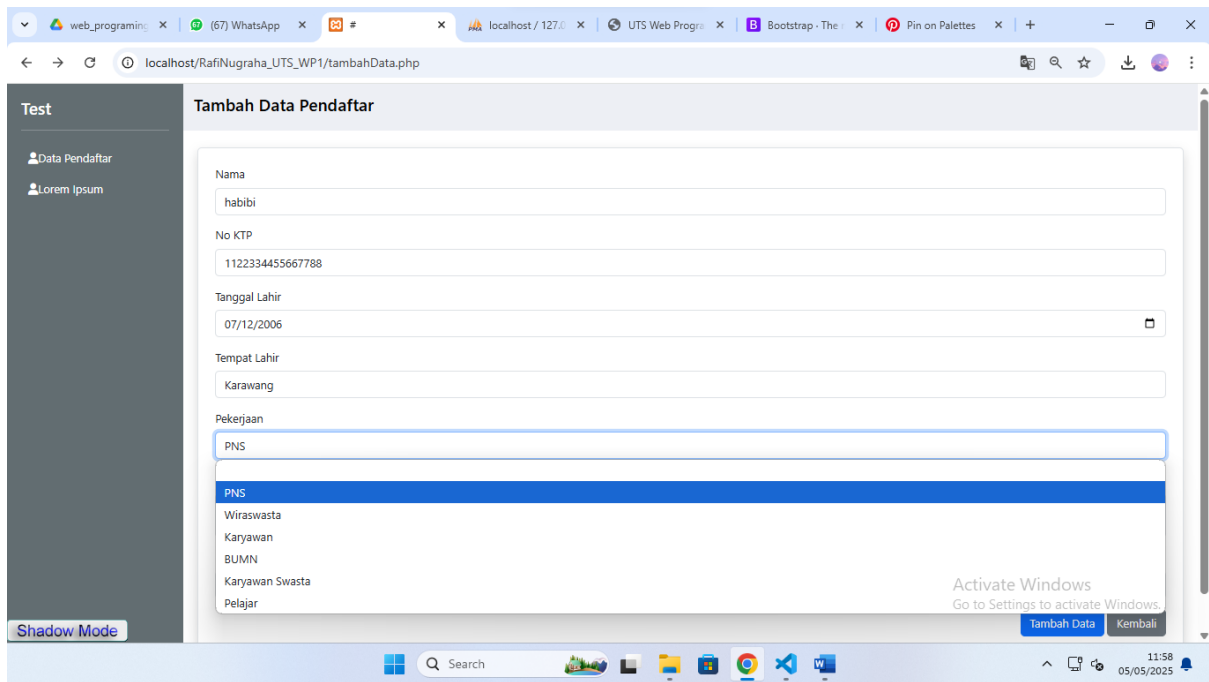 web_programing
67 (67) WhatsApp
#
localhost / 127.0
UTS Web Progra
B Bootstrap · The
Pin on Palettes
localhost/RafiNugraha_UTS_WP1/tambahData.php
Test
Tambah Data Pendaftar
Data Pendaftar
Lorem Ipsum
Nama
habibi
No KTP
1122334455667788
Tanggal Lahir
07/12/2006
Tempat Lahir
Karawang
Pekerjaan
PNS
PNS
Wiraswasta
Karyawan
BUMN
Karyawan Swasta
Pelajar
Activate Windows
Go to Settings to activate Windows.
Tambah Data Kembali
Shadow Mode
Search
11:58
05/05/2025